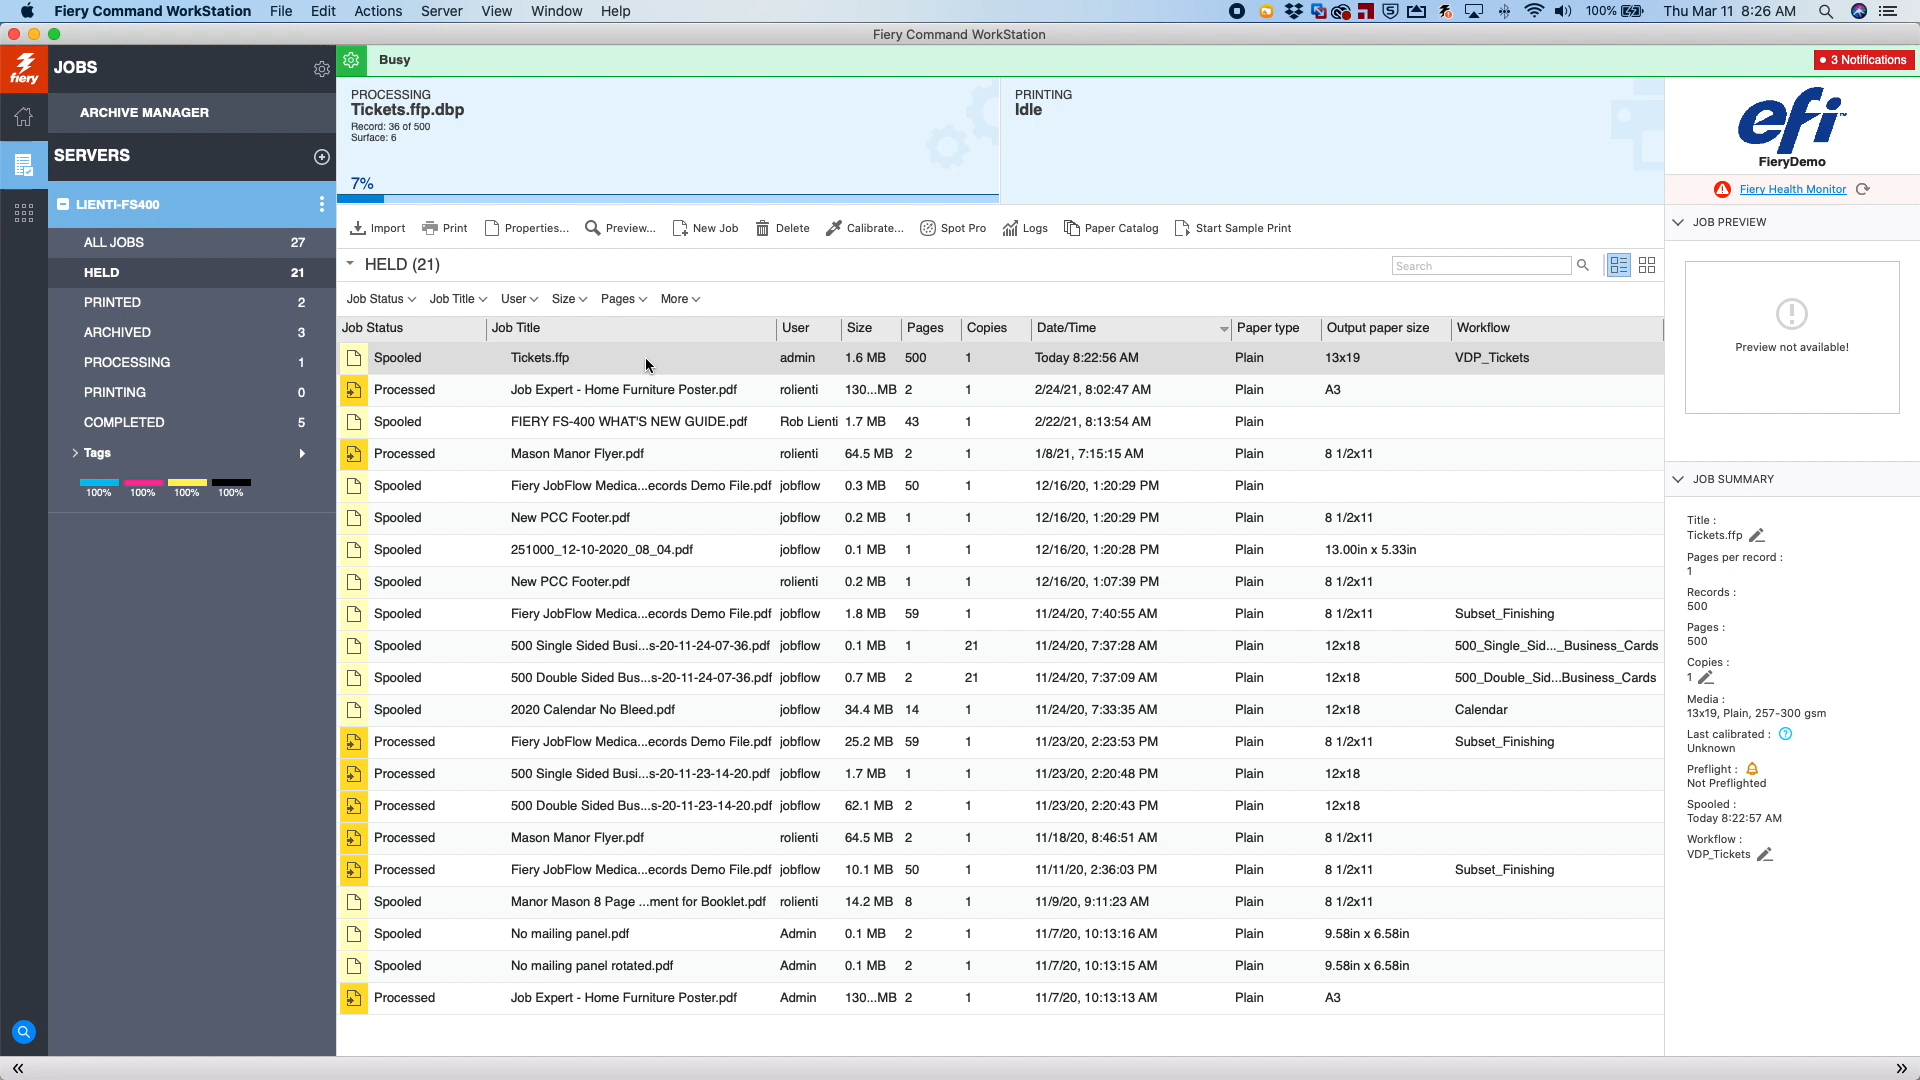 Fiery Command WorkStation File Edit Actions Server View Window Help 100% Thu Mar 11 8:26 AM
Fiery Command WorkStation
fiery
JOBS
Busy
3 Notifications
ARCHIVE MANAGER
SERVERS
LIENTI-FS400
ALL JOBS 27
HELD 21
PRINTED 2
ARCHIVED 3
PROCESSING 1
PRINTING 0
COMPLETED 5
Tags
100% 100% 100% 100%
PROCESSING
Tickets.ffp.dbp
Record: 36 of 500
Surface: 6
7%
PRINTING
Idle
Import Print Properties... Preview... New Job Delete Calibrate... Spot Pro Logs Paper Catalog Start Sample Print
HELD (21)
Search
Job Status Job Title User Size Pages More
Job Status Job Title User Size Pages Copies Date/Time Paper type Output paper size Workflow
Spooled Tickets.ffp admin 1.6 MB 500 1 Today 8:22:56 AM Plain 13x19 VDP_Tickets
Processed Job Expert - Home Furniture Poster.pdf rolienti 130...MB 2 1 2/24/21, 8:02:47 AM Plain A3
Spooled FIERY FS-400 WHAT'S NEW GUIDE.pdf Rob Lienti 1.7 MB 43 1 2/22/21, 8:13:54 AM Plain
Processed Mason Manor Flyer.pdf rolienti 64.5 MB 2 1 1/8/21, 7:15:15 AM Plain 8 1/2x11
Spooled Fiery JobFlow Medica...ecords Demo File.pdf jobflow 0.3 MB 50 1 12/16/20, 1:20:29 PM Plain
Spooled New PCC Footer.pdf jobflow 0.2 MB 1 1 12/16/20, 1:20:29 PM Plain 8 1/2x11
Spooled 251000_12-10-2020_08_04.pdf jobflow 0.1 MB 1 1 12/16/20, 1:20:28 PM Plain 13.00in x 5.33in
Spooled New PCC Footer.pdf rolienti 0.2 MB 1 1 12/16/20, 1:07:39 PM Plain 8 1/2x11
Spooled Fiery JobFlow Medica...ecords Demo File.pdf jobflow 1.8 MB 59 1 11/24/20, 7:40:55 AM Plain 8 1/2x11 Subset_Finishing
Spooled 500 Single Sided Busi...s-20-11-24-07-36.pdf jobflow 0.1 MB 1 21 11/24/20, 7:37:28 AM Plain 12x18 500_Single_Sid..._Business_Cards
Spooled 500 Double Sided Bus...s-20-11-24-07-36.pdf jobflow 0.7 MB 2 21 11/24/20, 7:37:09 AM Plain 12x18 500_Double_Sid...Business_Cards
Spooled 2020 Calendar No Bleed.pdf jobflow 34.4 MB 14 1 11/24/20, 7:33:35 AM Plain 12x18 Calendar
Processed Fiery JobFlow Medica...ecords Demo File.pdf jobflow 25.2 MB 59 1 11/23/20, 2:23:53 PM Plain 8 1/2x11 Subset_Finishing
Processed 500 Single Sided Busi...s-20-11-23-14-20.pdf jobflow 1.7 MB 1 1 11/23/20, 2:20:48 PM Plain 12x18
Processed 500 Double Sided Bus...s-20-11-23-14-20.pdf jobflow 62.1 MB 2 1 11/23/20, 2:20:43 PM Plain 12x18
Processed Mason Manor Flyer.pdf rolienti 64.5 MB 2 1 11/18/20, 8:46:51 AM Plain 8 1/2x11
Processed Fiery JobFlow Medica...ecords Demo File.pdf jobflow 10.1 MB 50 1 11/11/20, 2:36:03 PM Plain 8 1/2x11 Subset_Finishing
Spooled Manor Mason 8 Page ...ment for Booklet.pdf rolienti 14.2 MB 8 1 11/9/20, 9:11:23 AM Plain 8 1/2x11
Spooled No mailing panel.pdf Admin 0.1 MB 2 1 11/7/20, 10:13:16 AM Plain 9.58in x 6.58in
Spooled No mailing panel rotated.pdf Admin 0.1 MB 2 1 11/7/20, 10:13:15 AM Plain 9.58in x 6.58in
Processed Job Expert - Home Furniture Poster.pdf Admin 130...MB 2 1 11/7/20, 10:13:13 AM Plain A3
efi
FieryDemo
Fiery Health Monitor
JOB PREVIEW
Preview not available!
JOB SUMMARY
Title :
Tickets.ffp
Pages per record :
1
Records :
500
Pages :
500
Copies :
1
Media :
13x19, Plain, 257-300 gsm
Last calibrated :
Unknown
Preflight :
Not Preflighted
Spooled :
Today 8:22:57 AM
Workflow :
VDP_Tickets